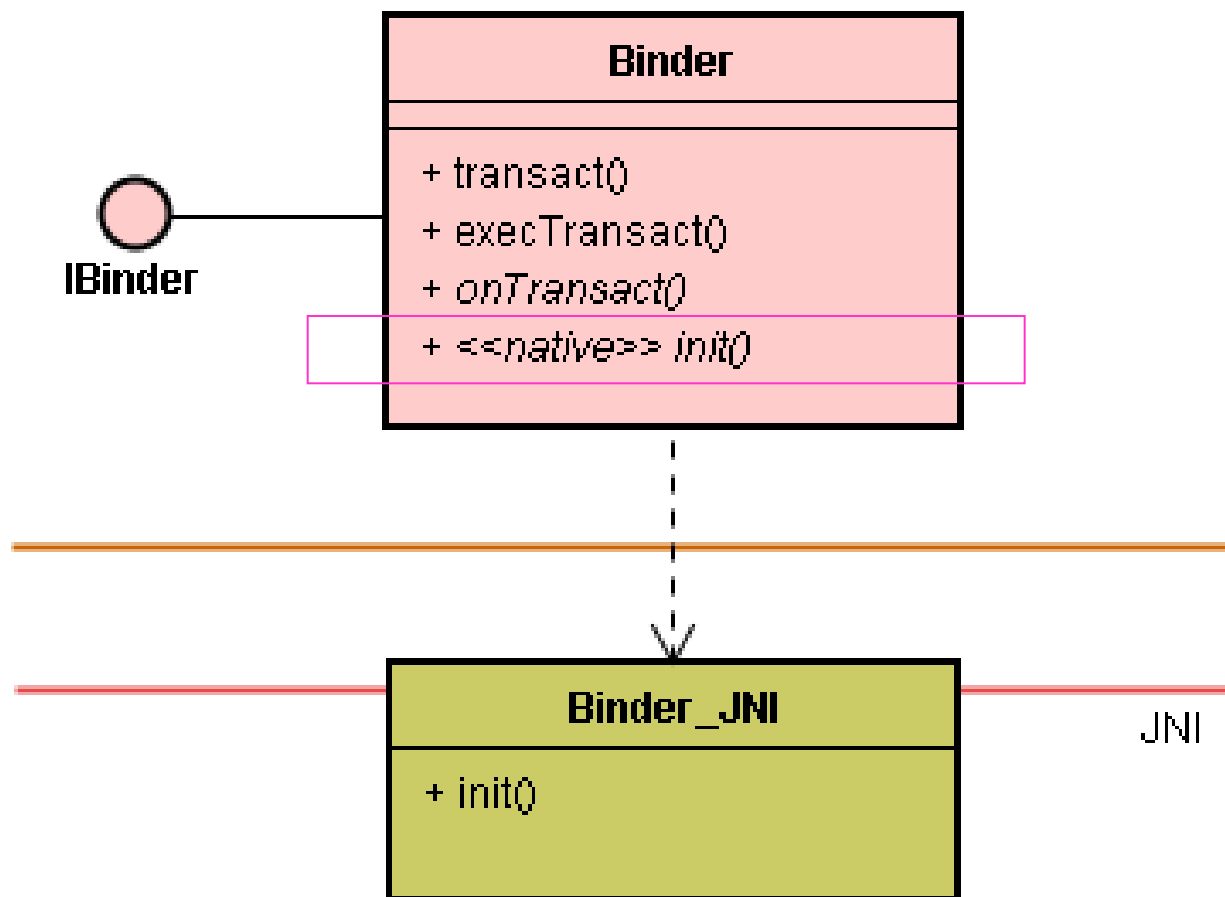 Binder
+ transact()
+ execTransact()
+ onTransact()
+ <<native>> init()
IBinder
Binder_JNI
JNI
+ init()